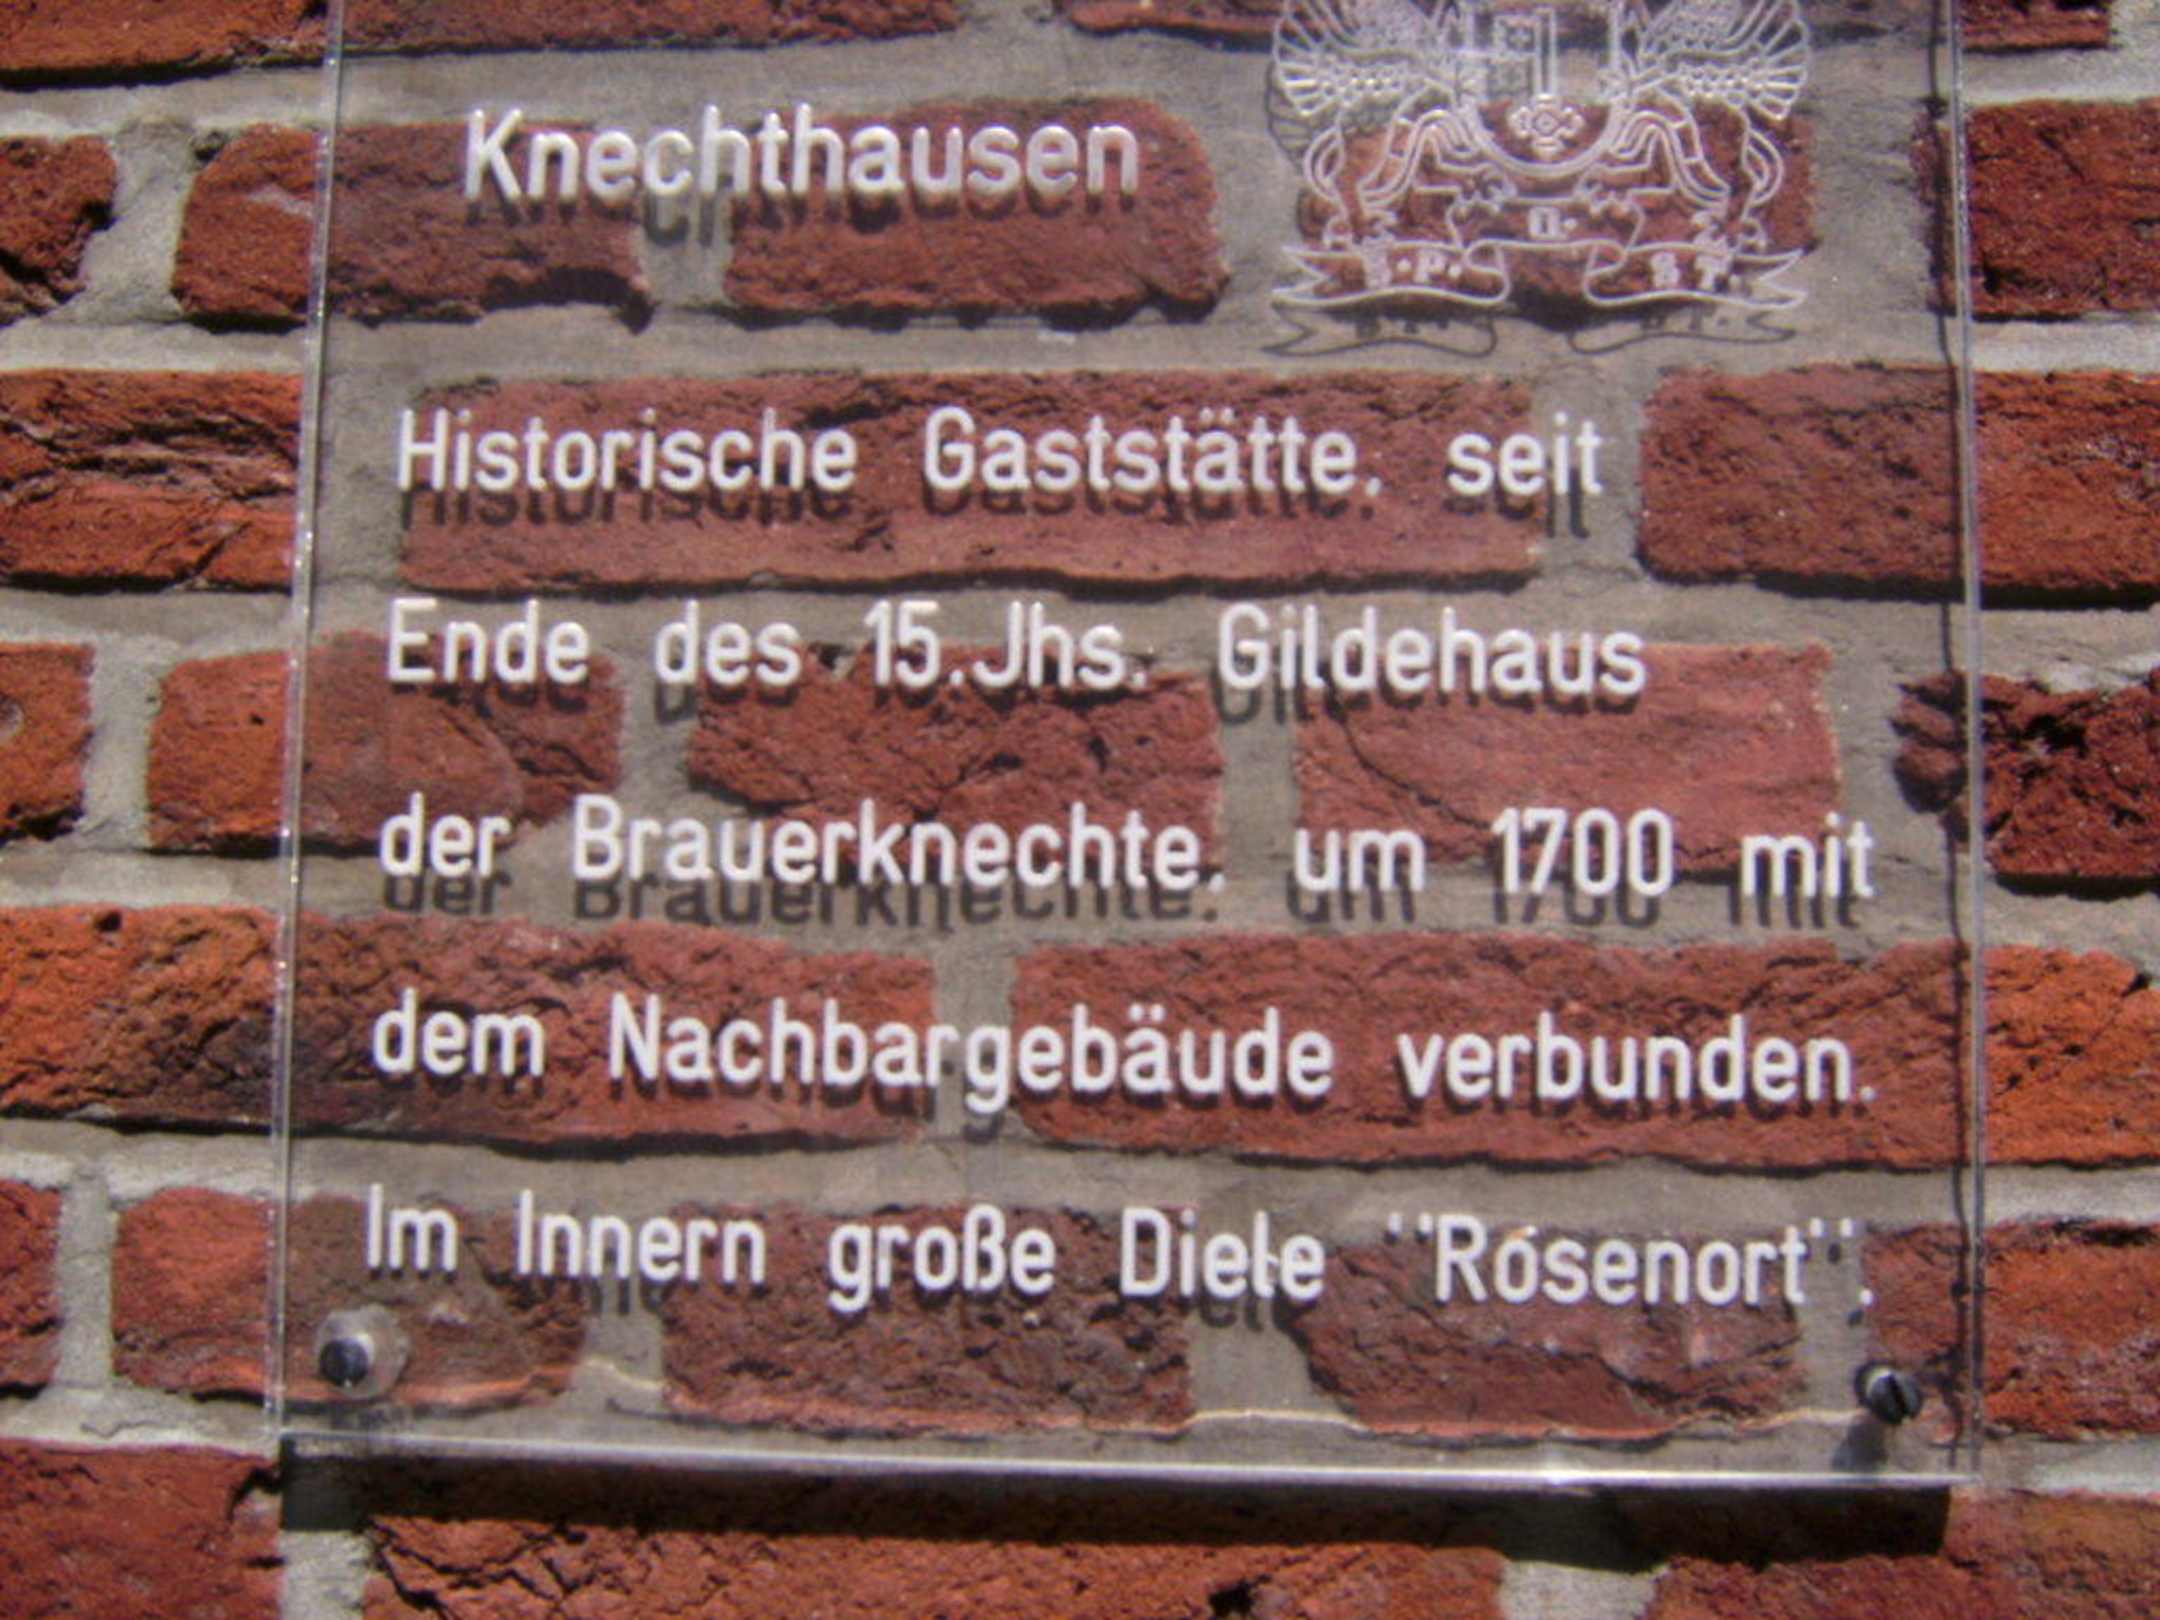 Knechthausen
Historische Gaststätte, seit
Ende des 15.Jhs. Gildehaus
der Brauerknechte, um 1700 mit
dem Nachbargebäude verbunden.
Im Innern große Diele "Rosenort".